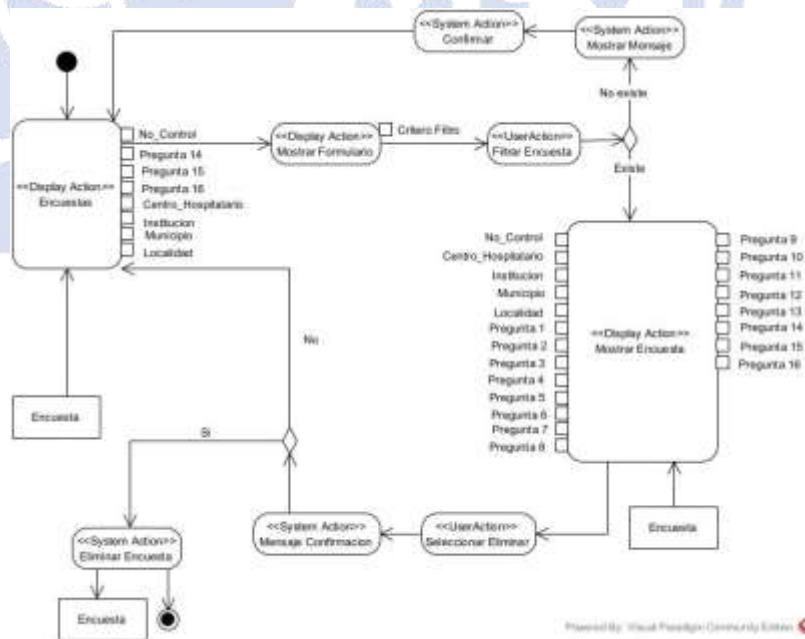 <<System Action>>
Confirmar
<<System Action>>
Mostrar Mensaje
No existe
No_Control
<<Display Action>>
Mostrar Formulario
Critero Filtro
<<UserAction>>
Filtrar Encuesta
Existe
<<Display Action>>
Encuestas
Pregunta 14
Pregunta 15
Pregunta 16
Centro_Hospitalario
Institucion
Municipio
Localidad
No_Control
Centro_Hospitalario
Institucion
Municipio
Localidad
Pregunta 1
Pregunta 2
Pregunta 3
Pregunta 4
Pregunta 5
Pregunta 6
Pregunta 7
Pregunta 8
<<Display Action>>
Mostrar Encuesta
Pregunta 9
Pregunta 10
Pregunta 11
Pregunta 12
Pregunta 13
Pregunta 14
Pregunta 15
Pregunta 16
No
Encuesta
Si
<<System Action>>
Mensaje Confirmacion
<<UserAction>>
Seleccionar Eliminar
Encuesta
<<System Action>>
Eliminar Encuesta
Encuesta
Powered By Visual Paradigm Community Edition